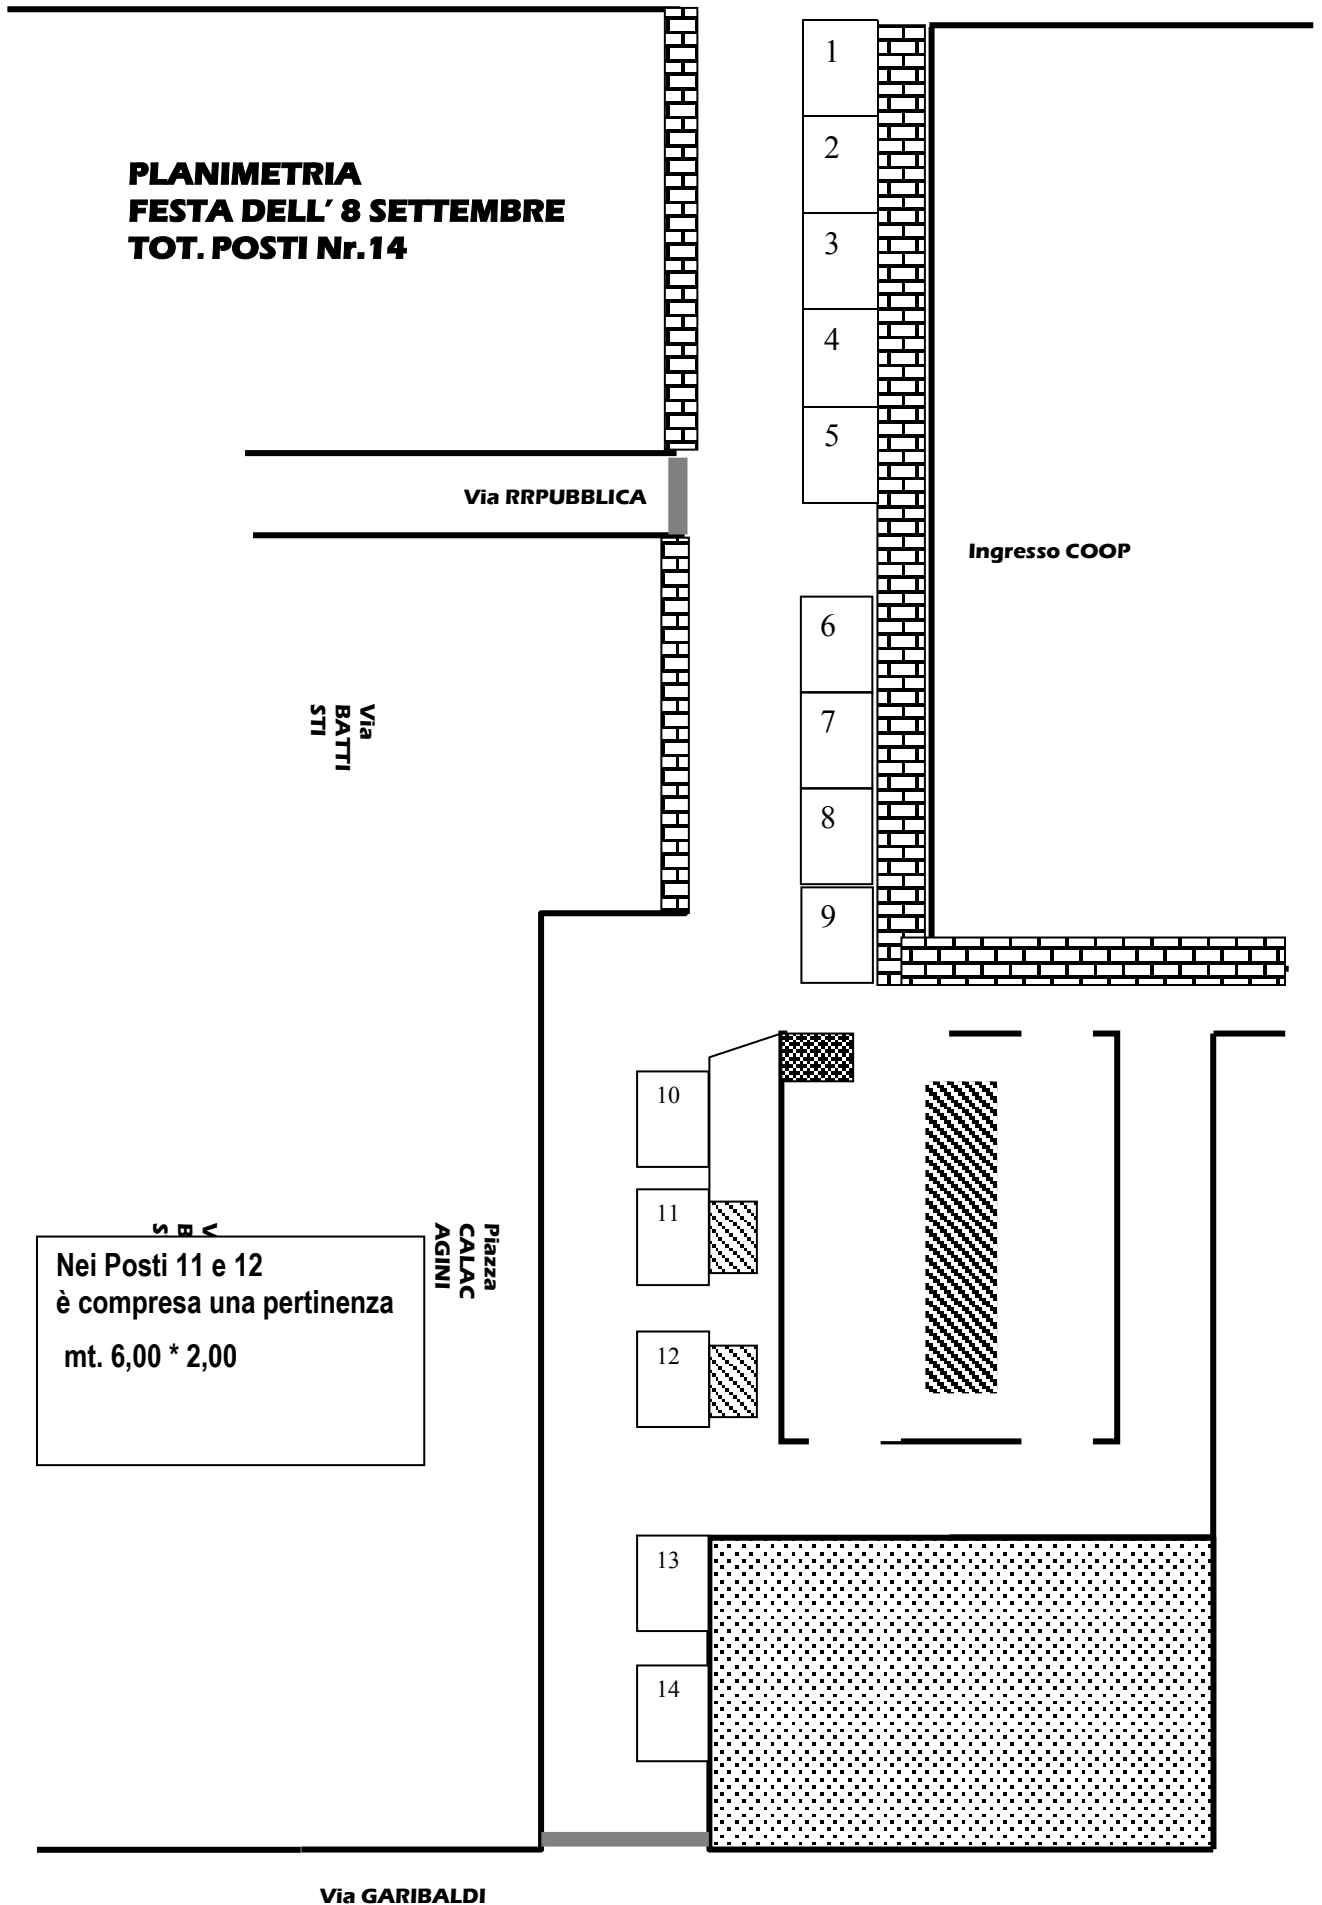 PLANIMETRIA
FESTA DELL' 8 SETTEMBRE
TOT. POSTI Nr.14
1
2
3
4
5
Via RRPUBBLICA
Ingresso COOP
6
7
8
9
Via
BATTI
STI
10
11
12
Piazza
CALAC
AGINI
V
B
S
Nei Posti 11 e 12
è compresa una pertinenza
mt. 6,00 * 2,00
13
14
Via GARIBALDI